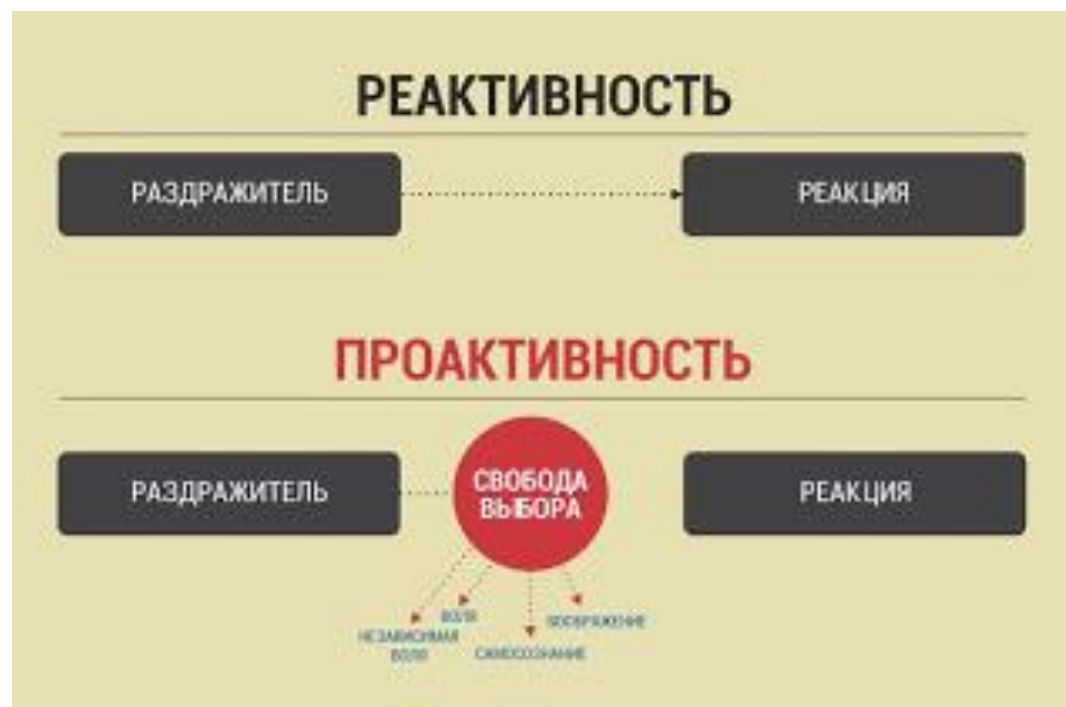 РЕАКТИВНОСТЬ
РАЗДРАЖИТЕЛЬ
РЕАКЦИЯ
ПРОАКТИВНОСТЬ
РАЗДРАЖИТЕЛЬ
СВОБОДА
ВЫБОРА
РЕАКЦИЯ
ВОЛЯ
ВООБРАЖЕНИЕ
НЕЗАВИСИМАЯ
ВОЛЯ
САМОСОЗНАНИЕ